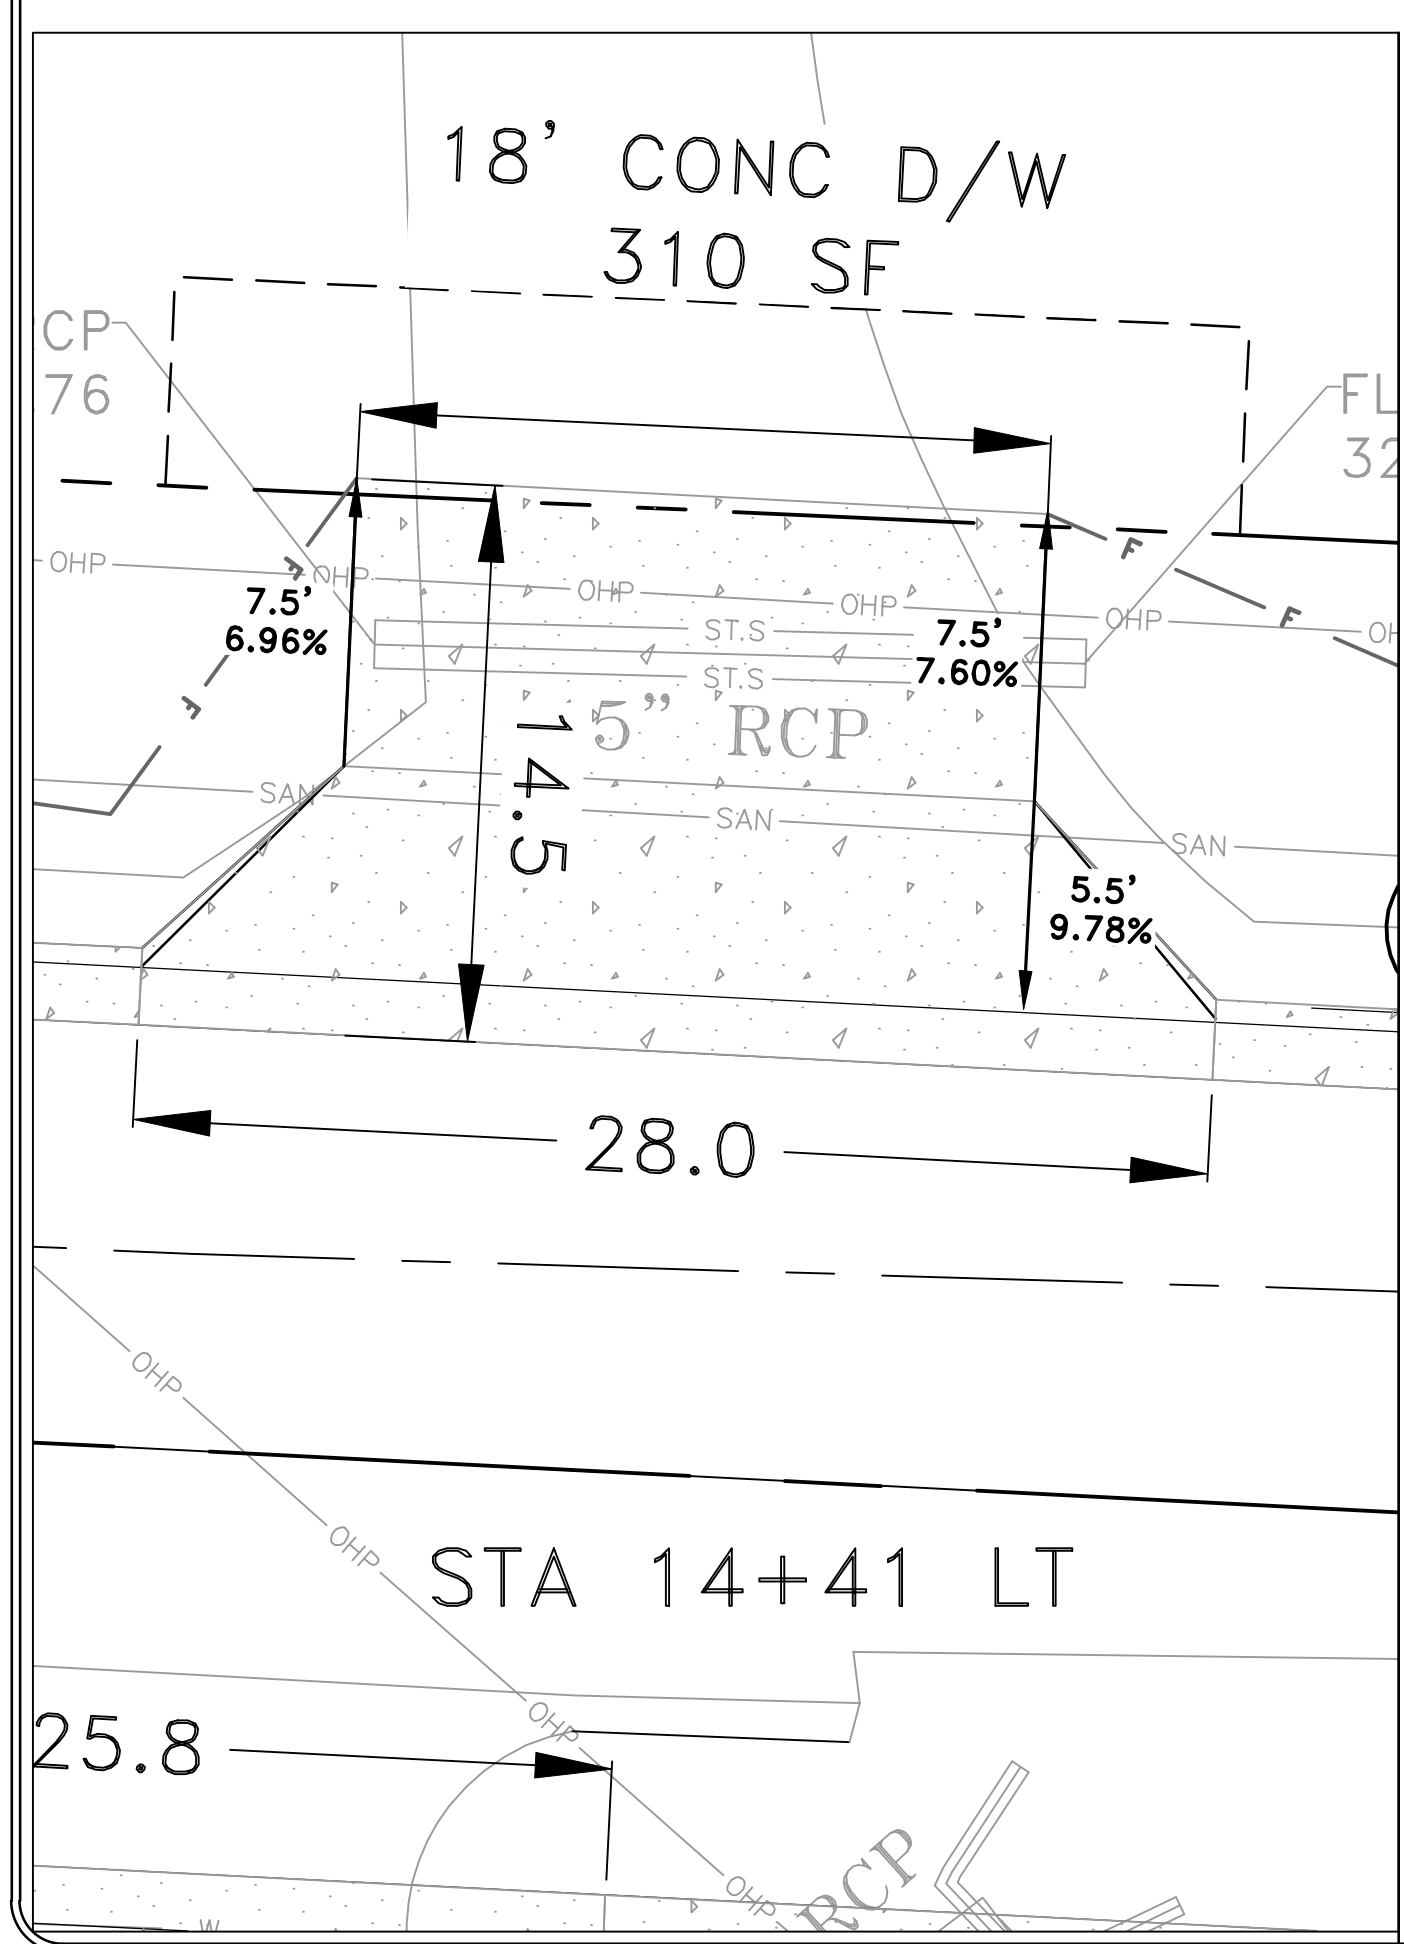 18' CONC D/W
310 SF
CP
76
FL
32
OHP
OHP
OHP
OHP
OHP
OH
F
F
F
F
7.5'
6.96%
ST.S
7.5'
7.60%
ST.S
5" RCP
14.5
SAN
SAN
SAN
5.5'
9.78%
28.0
OHP
OHP
STA 14+41 LT
OHP
25.8
OHP
RCP
W